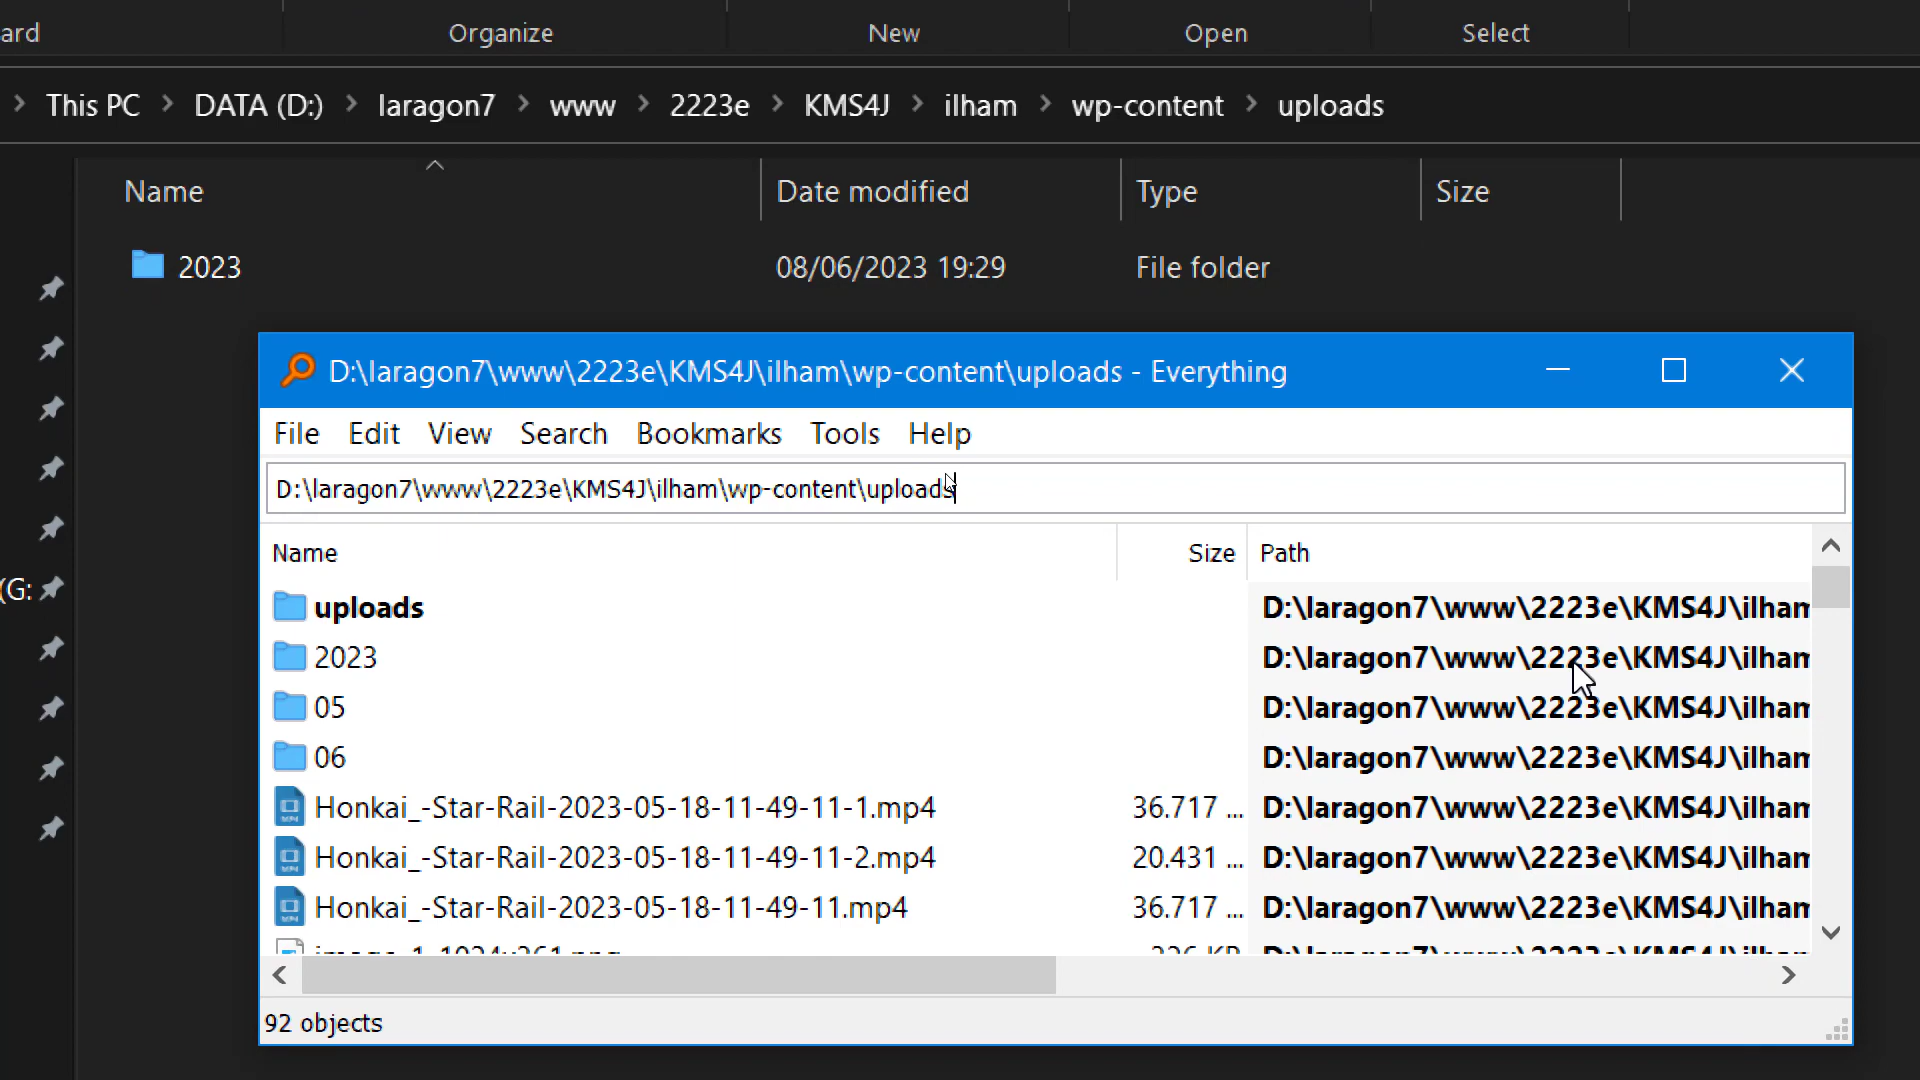 ard Organize New Open Select
This PC DATA (D:) laragon7 www 2223e KMS4J ilham wp-content uploads
Name Date modified Type Size
2023 08/06/2023 19:29 File folder
D:\laragon7\www\2223e\KMS4J\ilham\wp-content\uploads - Everything
File Edit View Search Bookmarks Tools Help
D:\laragon7\www\2223e\KMS4J\ilham\wp-content\uploads
Name Size Path
(G:
uploads D:\laragon7\www\2223e\KMS4J\ilham
2023 D:\laragon7\www\2223e\KMS4J\ilham
05 D:\laragon7\www\2223e\KMS4J\ilham
06 D:\laragon7\www\2223e\KMS4J\ilham
Honkai_-Star-Rail-2023-05-18-11-49-11-1.mp4 36.717 ... D:\laragon7\www\2223e\KMS4J\ilham
Honkai_-Star-Rail-2023-05-18-11-49-11-2.mp4 20.431 ... D:\laragon7\www\2223e\KMS4J\ilham
Honkai_-Star-Rail-2023-05-18-11-49-11.mp4 36.717 ... D:\laragon7\www\2223e\KMS4J\ilham
92 objects